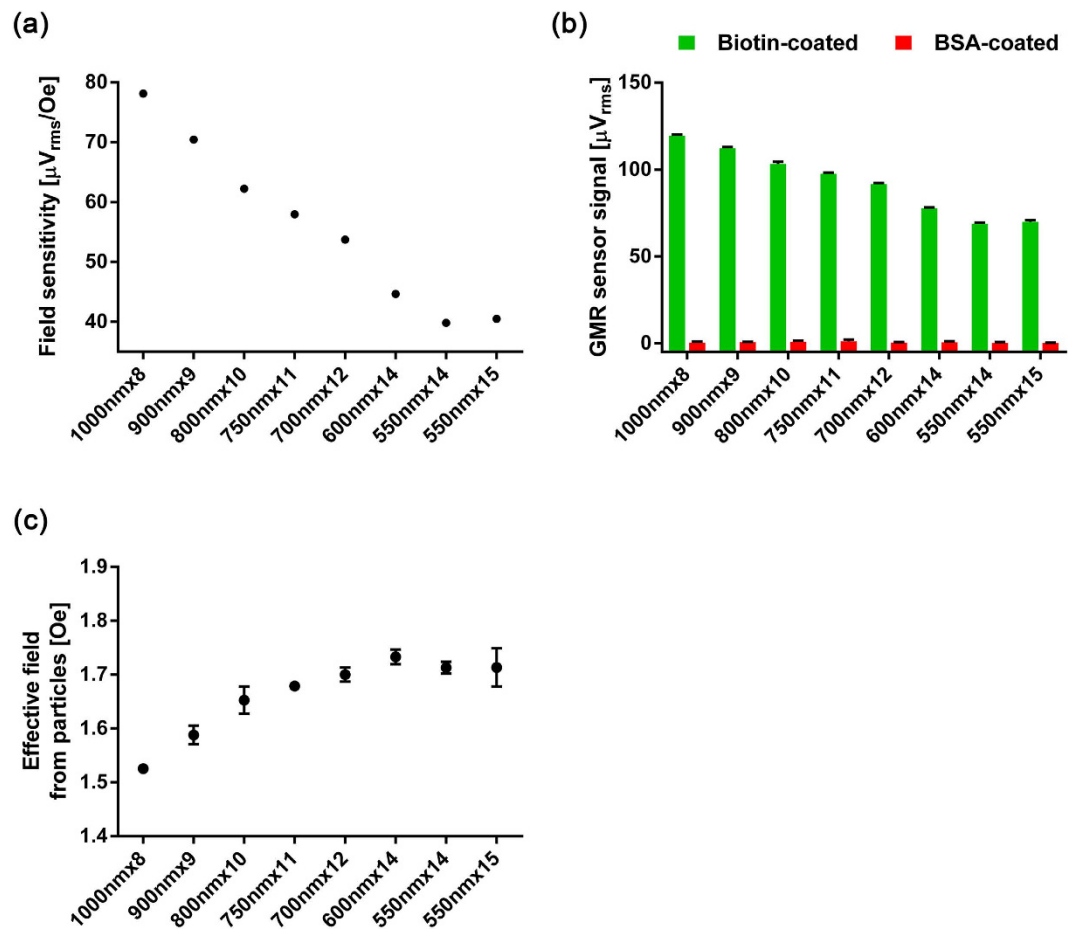 (a)
Field sensitivity [μVrms/Oe]
80
70
60
50
40
1000nmx8
900nmx9
800nmx10
750nmx11
700nmx12
600nmx14
550nmx14
550nmx15
(b)
Biotin-coated
BSA-coated
GMR sensor signal [μVrms]
150
100
50
0
1000nmx8
900nmx9
800nmx10
750nmx11
700nmx12
600nmx14
550nmx14
550nmx15
(c)
Effective field
from particles [Oe]
1.9
1.8
1.7
1.6
1.5
1.4
1000nmx8
900nmx9
800nmx10
750nmx11
700nmx12
600nmx14
550nmx14
550nmx15